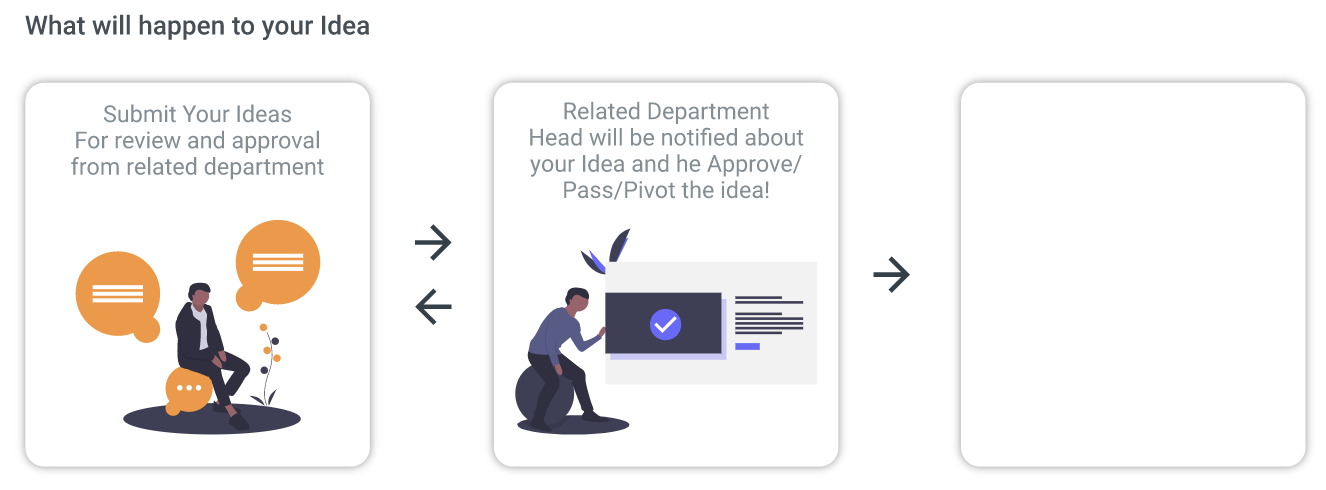 What will happen to your Idea
Submit Your Ideas
For review and approval
from related department
Related Department
Head will be notified about
your Idea and he Approve/
Pass/Pivot the idea!